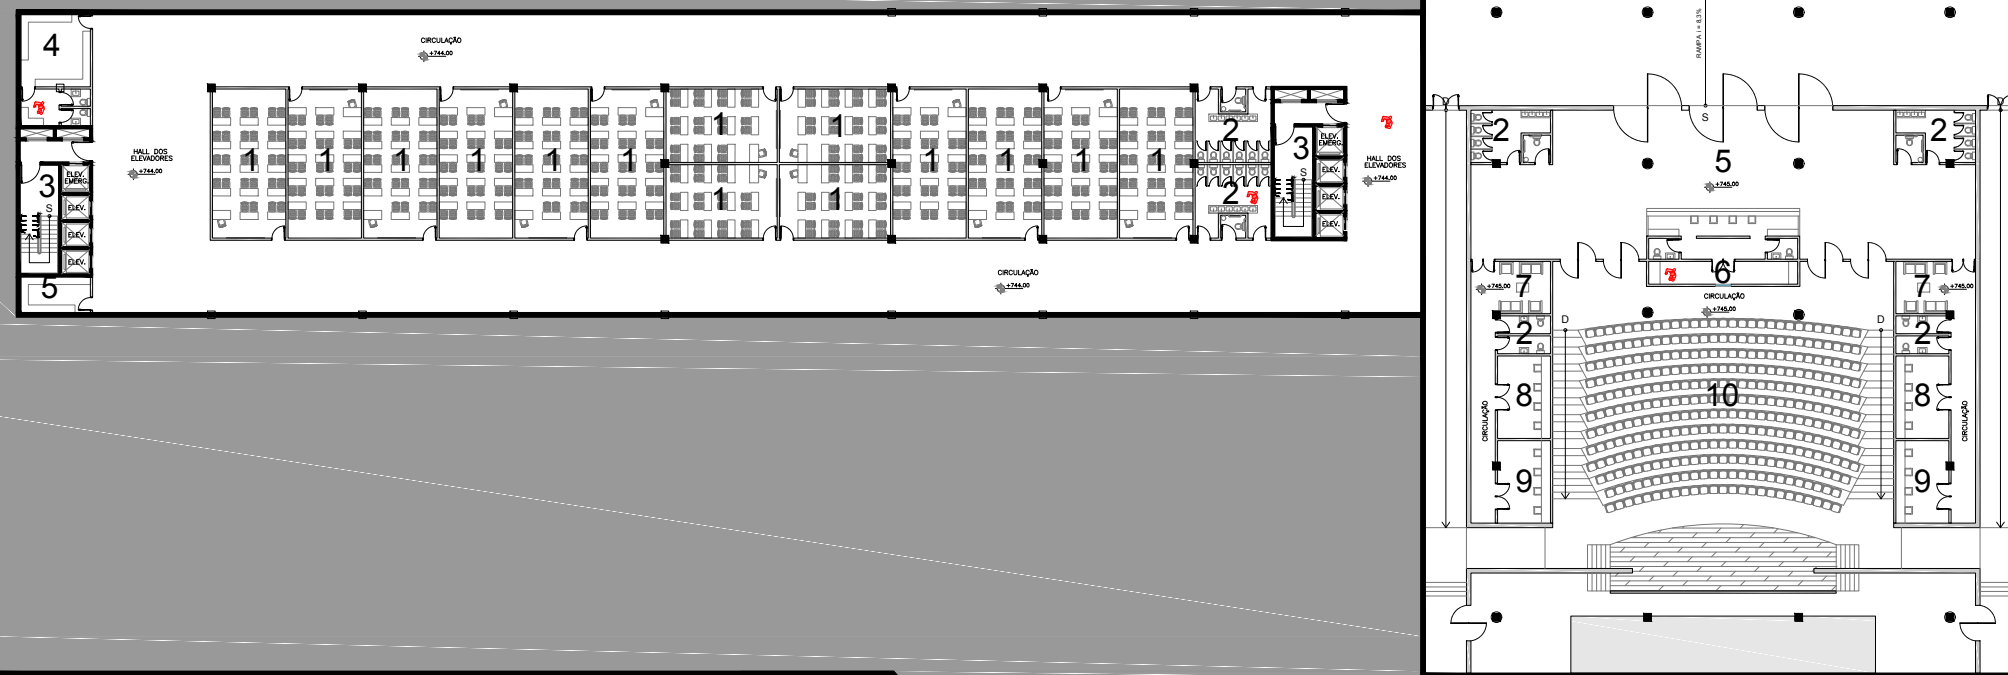 4
CIRCULAÇÃO
+744.00
HALL DOS
ELEVADORES
+744.00
3
S
ELEV.
EMERG.
ELEV.
ELEV.
ELEV.
5
1
1
1
1
1
1
1
1
1
1
1
1
1
1
2
2
3
S
ELEV.
EMERG.
ELEV.
ELEV.
ELEV.
HALL DOS
ELEVADORES
+744.00
CIRCULAÇÃO
+744.00
RAMPA i = 8,3%
S
2
2
5
+745.00
6
CIRCULAÇÃO
+745.00
7
+745.00
7
+745.00
2
2
D
D
8
8
10
CIRCULAÇÃO
CIRCULAÇÃO
9
9